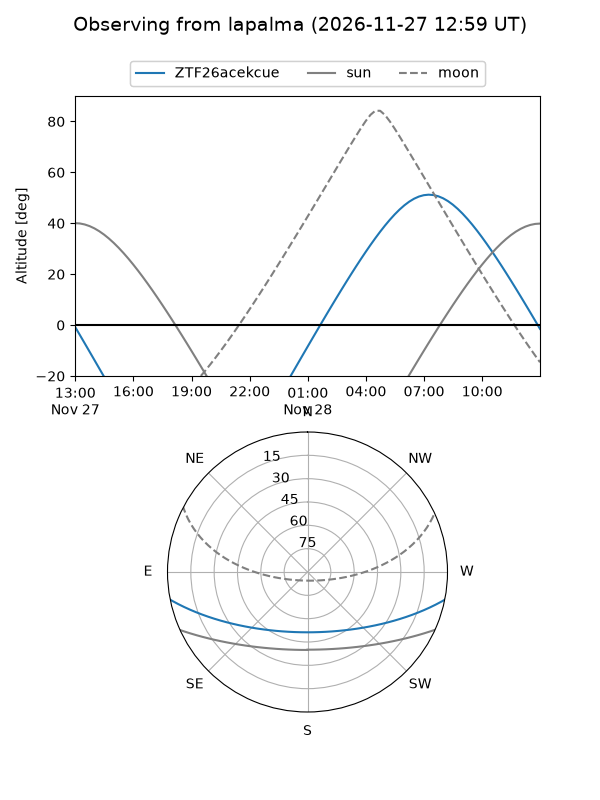 Observing from lapalma (2026-11-27 12:59 UT)
ZTF26acekcue sun moon
Altitude [deg]
80
60
40
20
0
−20
13:00 16:00 19:00 22:00 01:00 04:00 07:00 10:00
Nov 27 Nov 28
N
NE NW
15
30
45
60
75
E W
SE SW
S